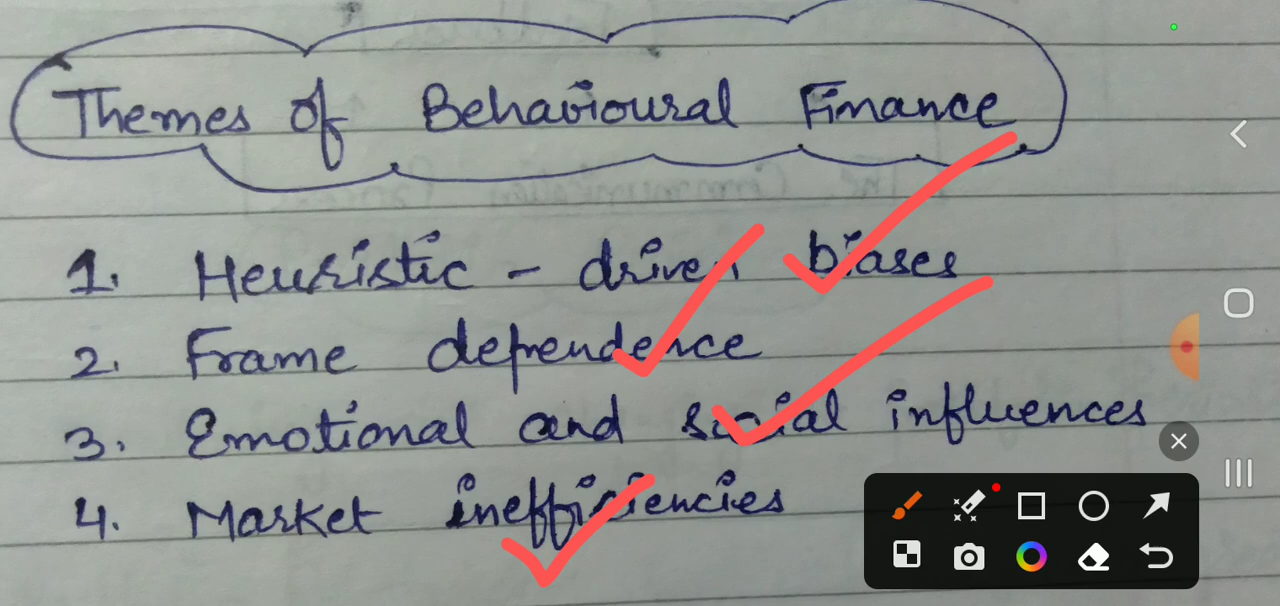 Themes of Behavioural Finance
1. Heuristic - driven biases
2. Frame dependence
3. Emotional and social influences
4. Market inefficiencies